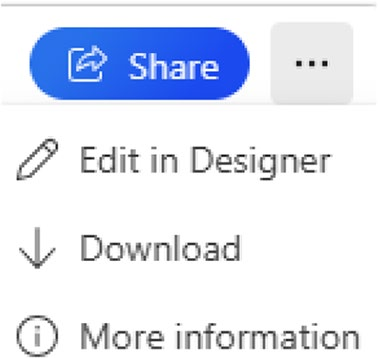 Share ...
Edit in Designer
Download
More information